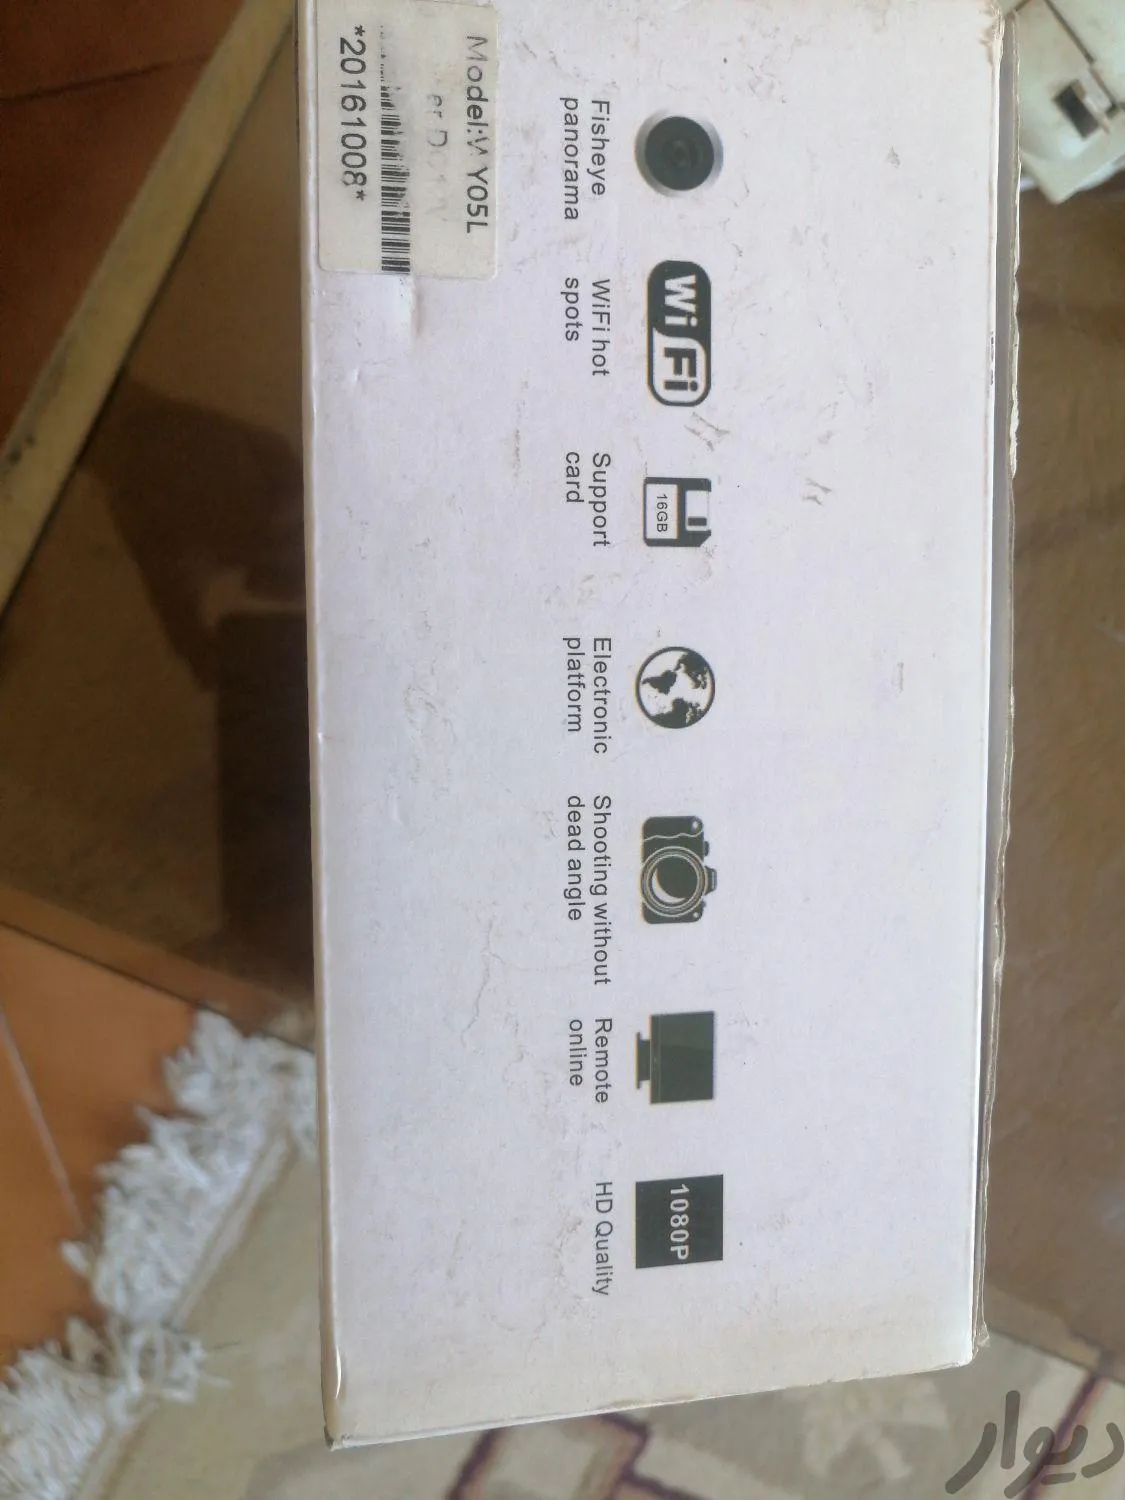 Fisheye
panorama
WiFi
WiFi hot
spots
16GB
Support
card
Electronic
platform
Shooting without
dead angle
Remote
online
1080P
HD Quality
Y05L
*20161008*
دیوار